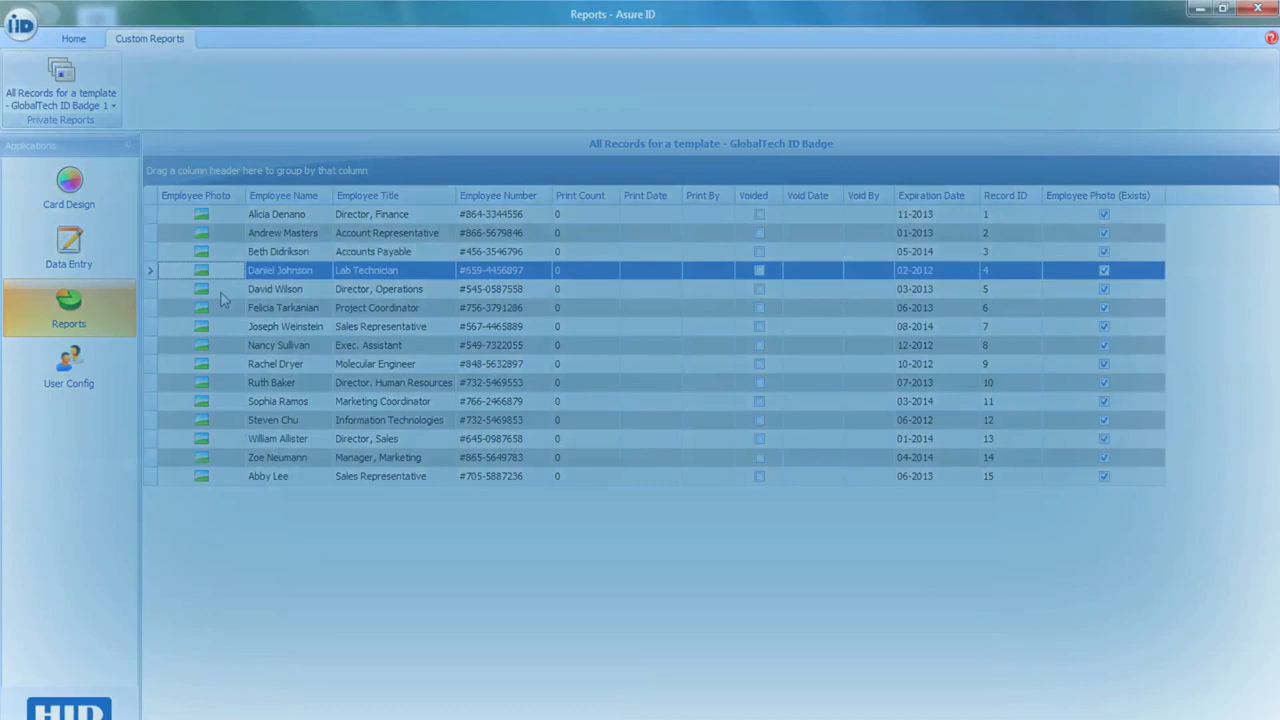 Reports - Asure ID
iID
Home Custom Reports
All Records for a template
- GlobalTech ID Badge 1
Private Reports
Applications
Card Design
Data Entry
Reports
User Config
HID
All Records for a template - GlobalTech ID Badge
Drag a column header here to group by that column
Employee Photo Employee Name Employee Title Employee Number Print Count Print Date Print By Voided Void Date Void By Expiration Date Record ID Employee Photo (Exists)
Alicia Denano Director, Finance #864-3344556 0 11-2013 1
Andrew Masters Account Representative #866-5679846 0 01-2013 2
Beth Didrikson Accounts Payable #456-3546796 0 05-2014 3
Daniel Johnson Lab Technician #659-4456897 0 02-2012 4
David Wilson Director, Operations #545-0587558 0 03-2013 5
Felicia Tarkanian Project Coordinator #756-3791286 0 06-2013 6
Joseph Weinstein Sales Representative #567-4465889 0 08-2014 7
Nancy Sullivan Exec. Assistant #549-7322055 0 12-2012 8
Rachel Dryer Molecular Engineer #848-5632897 0 10-2012 9
Ruth Baker Director, Human Resources #732-5469553 0 07-2013 10
Sophia Ramos Marketing Coordinator #766-2466879 0 03-2014 11
Steven Chu Information Technologies #732-5469853 0 06-2012 12
William Allister Director, Sales #645-0987658 0 01-2014 13
Zoe Neumann Manager, Marketing #865-5649783 0 04-2014 14
Abby Lee Sales Representative #705-5887236 0 06-2013 15